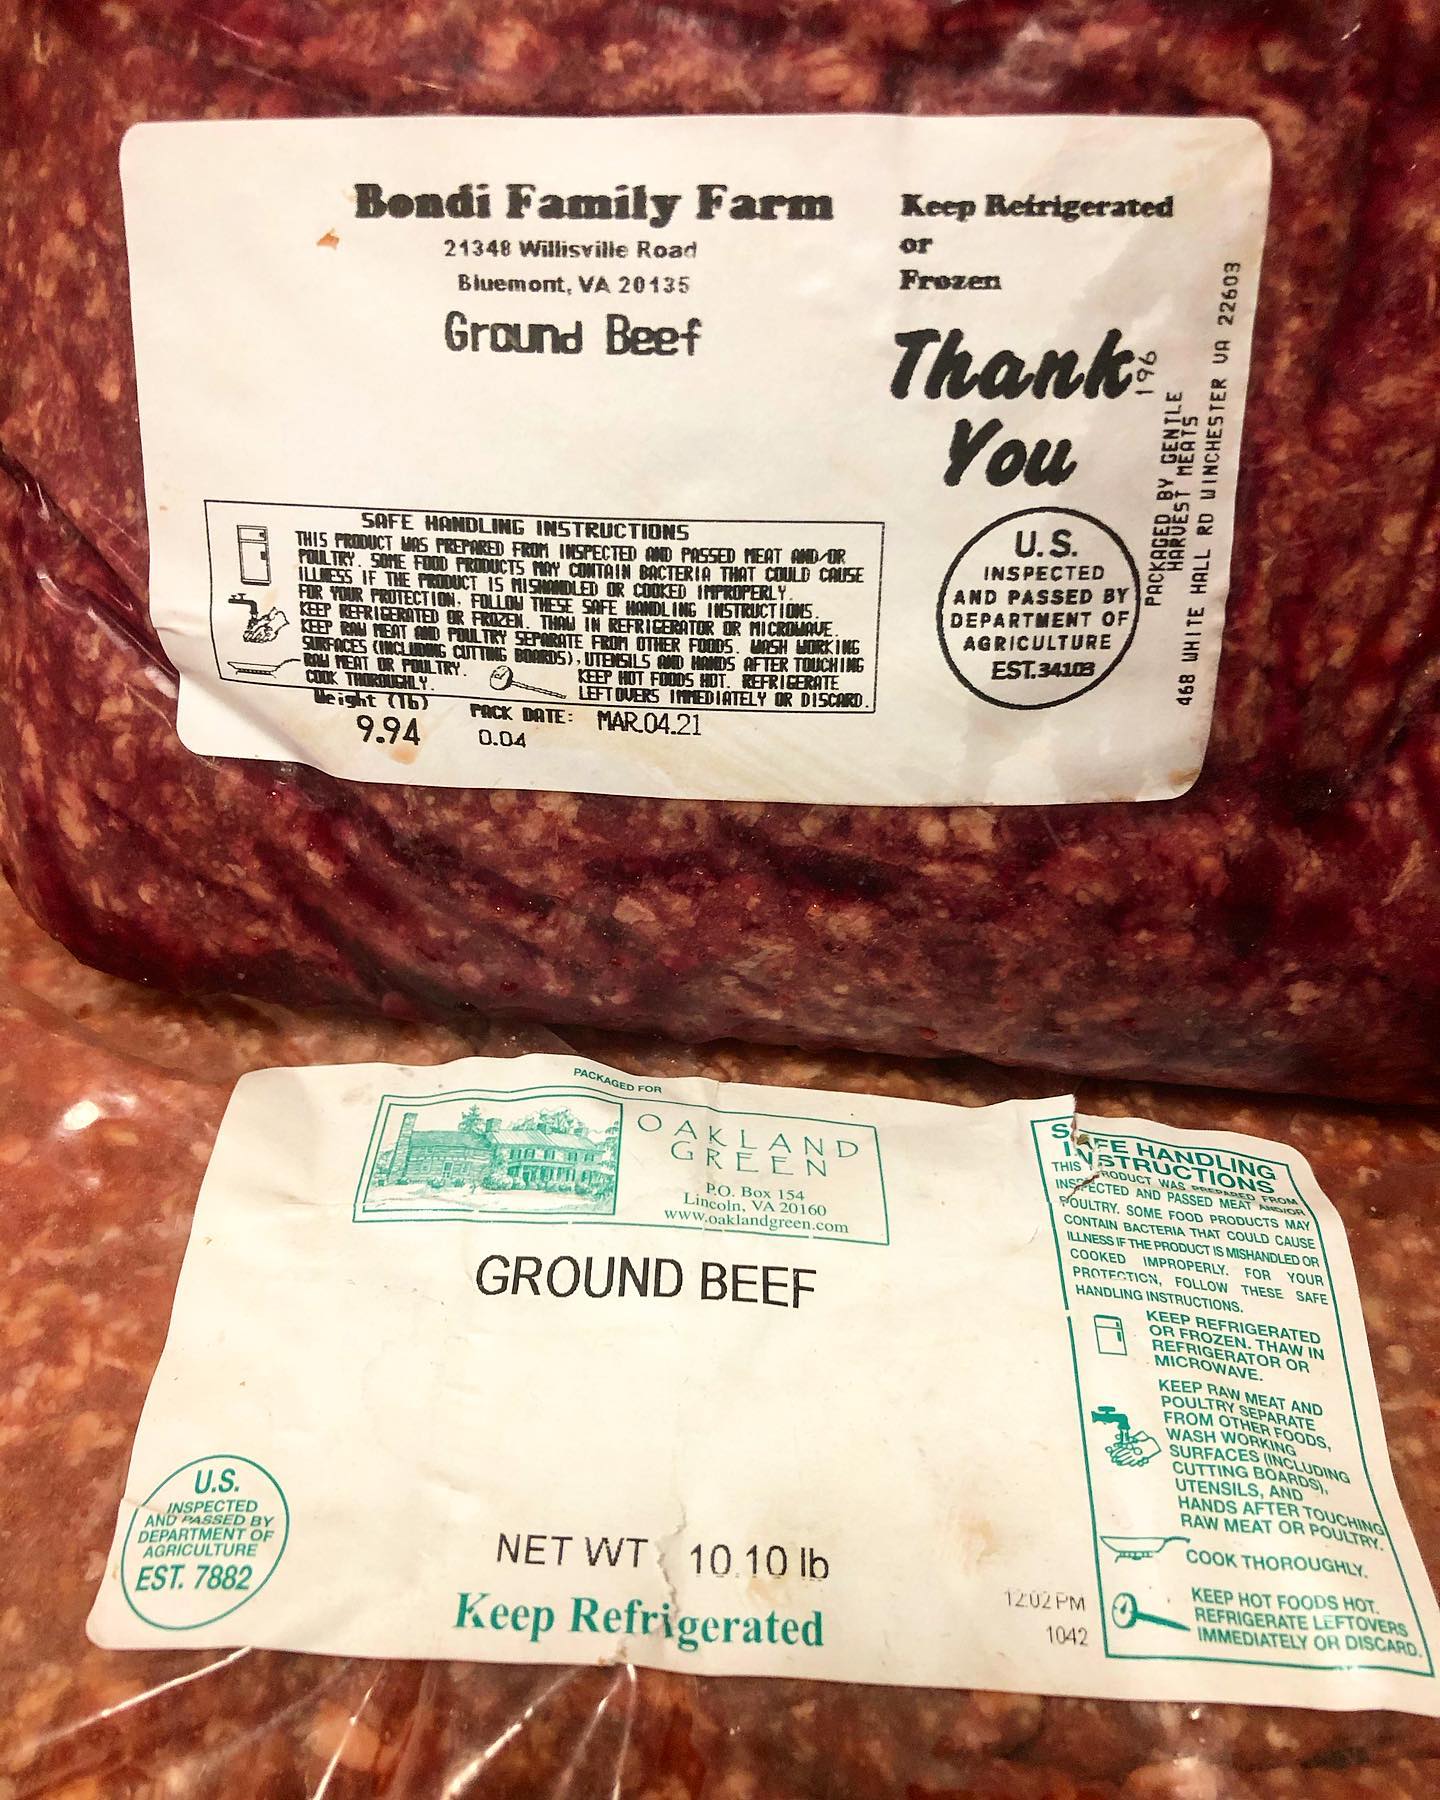 Bondi Family Farm
21348 Willisville Road
Bluemont, VA 20135
Ground Beef
Keep Refrigerated
or
Frozen
Thank
You
196
PACKAGED BY GENTLE
HARVEST MEATS
468 WHITE HALL RD WINCHESTER VA 22603
SAFE HANDLING INSTRUCTIONS
THIS PRODUCT WAS PREPARED FROM INSPECTED AND PASSED MEAT AND/OR
POULTRY. SOME FOOD PRODUCTS MAY CONTAIN BACTERIA THAT COULD CAUSE
ILLNESS IF THE PRODUCT IS MISHANDLED OR COOKED IMPROPERLY.
FOR YOUR PROTECTION, FOLLOW THESE SAFE HANDLING INSTRUCTIONS.
KEEP REFRIGERATED OR FROZEN. THAW IN REFRIGERATOR OR MICROWAVE.
KEEP RAW MEAT AND POULTRY SEPARATE FROM OTHER FOODS. WASH WORKING
SURFACES (INCLUDING CUTTING BOARDS), UTENSILS AND HANDS AFTER TOUCHING
RAW MEAT OR POULTRY.
COOK THOROUGHLY.
KEEP HOT FOODS HOT. REFRIGERATE
LEFTOVERS IMMEDIATELY OR DISCARD.
U.S.
INSPECTED
AND PASSED BY
DEPARTMENT OF
AGRICULTURE
EST.34103
Weight (lb)
9.94
PACK DATE: MAR.04.21
0.04
PACKAGED FOR
OAKLAND
GREEN
P.O. Box 154
Lincoln, VA 20160
www.oaklandgreen.com
GROUND BEEF
U.S.
INSPECTED
AND PASSED BY
DEPARTMENT OF
AGRICULTURE
EST. 7882
NET WT 10.10 lb
Keep Refrigerated
12:02 PM
1042
SAFE HANDLING
INSTRUCTIONS
THIS PRODUCT WAS PREPARED FROM
INSPECTED AND PASSED MEAT AND/OR
POULTRY. SOME FOOD PRODUCTS MAY
CONTAIN BACTERIA THAT COULD CAUSE
ILLNESS IF THE PRODUCT IS MISHANDLED OR
COOKED IMPROPERLY. FOR YOUR
PROTECTION, FOLLOW THESE SAFE
HANDLING INSTRUCTIONS.
KEEP REFRIGERATED
OR FROZEN. THAW IN
REFRIGERATOR OR
MICROWAVE.
KEEP RAW MEAT AND
POULTRY SEPARATE
FROM OTHER FOODS,
WASH WORKING
SURFACES (INCLUDING
CUTTING BOARDS),
UTENSILS, AND
HANDS AFTER TOUCHING
RAW MEAT OR POULTRY.
COOK THOROUGHLY.
KEEP HOT FOODS HOT.
REFRIGERATE LEFTOVERS
IMMEDIATELY OR DISCARD.